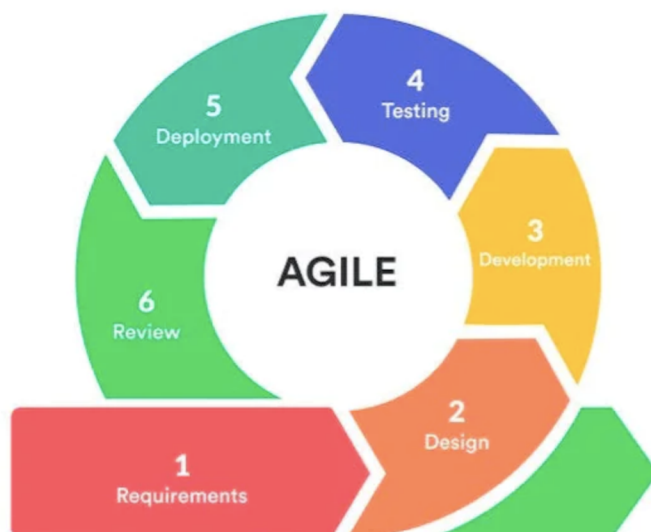 5
Deployment
4
Testing
3
Development
AGILE
6
Review
2
Design
1
Requirements